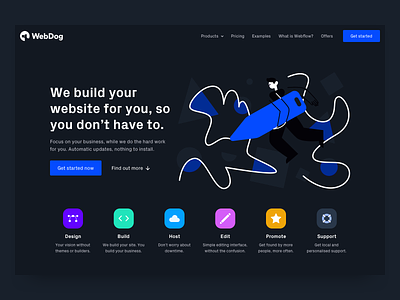 WebDog
Products
Pricing
Examples
What is Webflow?
Offers
Get started
We build your
website for you, so
you don't have to.
Focus on your business, while we do the hard work
for you. Automatic updates, nothing to install.
Get started now
Find out more
Design
Your vision without
themes or builders.
Build
We build your site. You
build your business.
Host
Don't worry about
downtime.
Edit
Simple editing interface,
without the confusion.
Promote
Get found by more
people, more often.
Support
Get local and
personalised support.